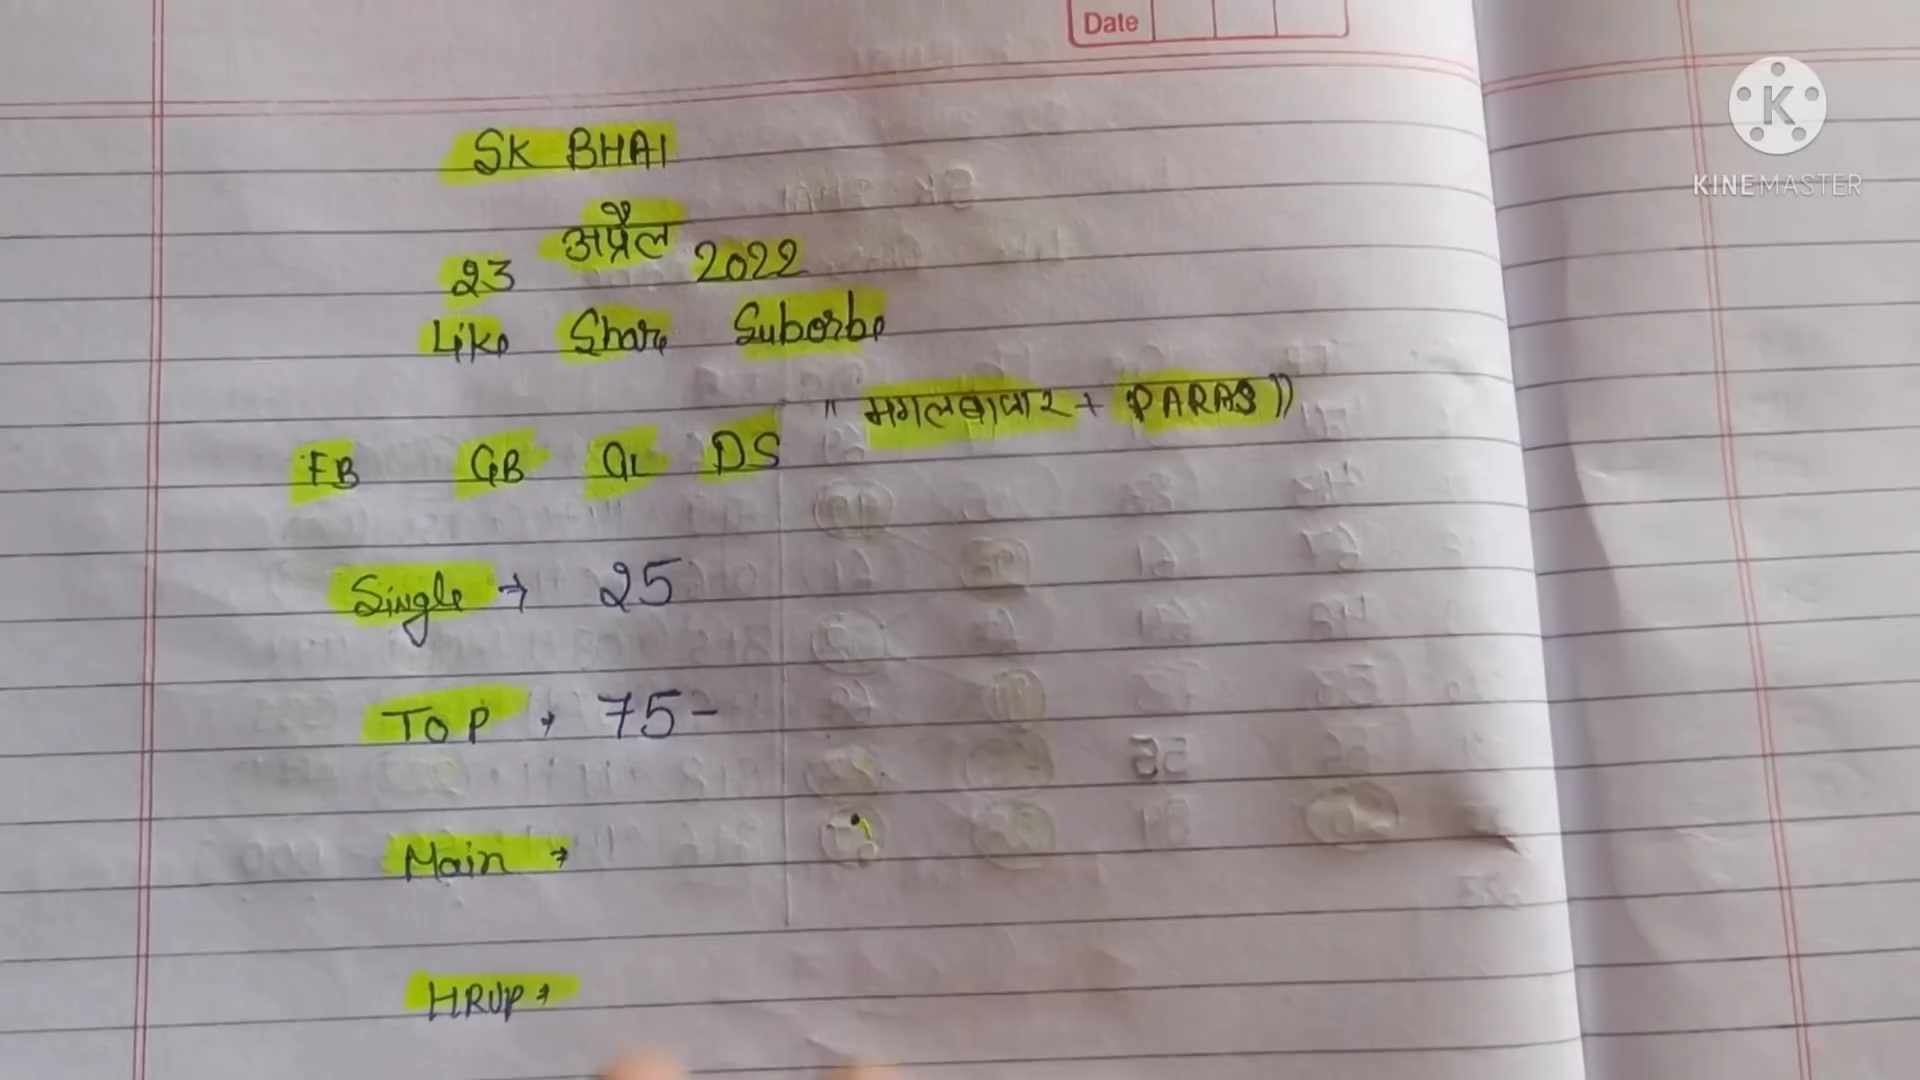 Date
KINEMASTER
SK BHAI
23 अप्रैल 2022
Like Share Suborbe
"मगलबाजार + PARAS"
FB GB GL DS
Single → 25
TOP → 75-
Main →
HRUP →